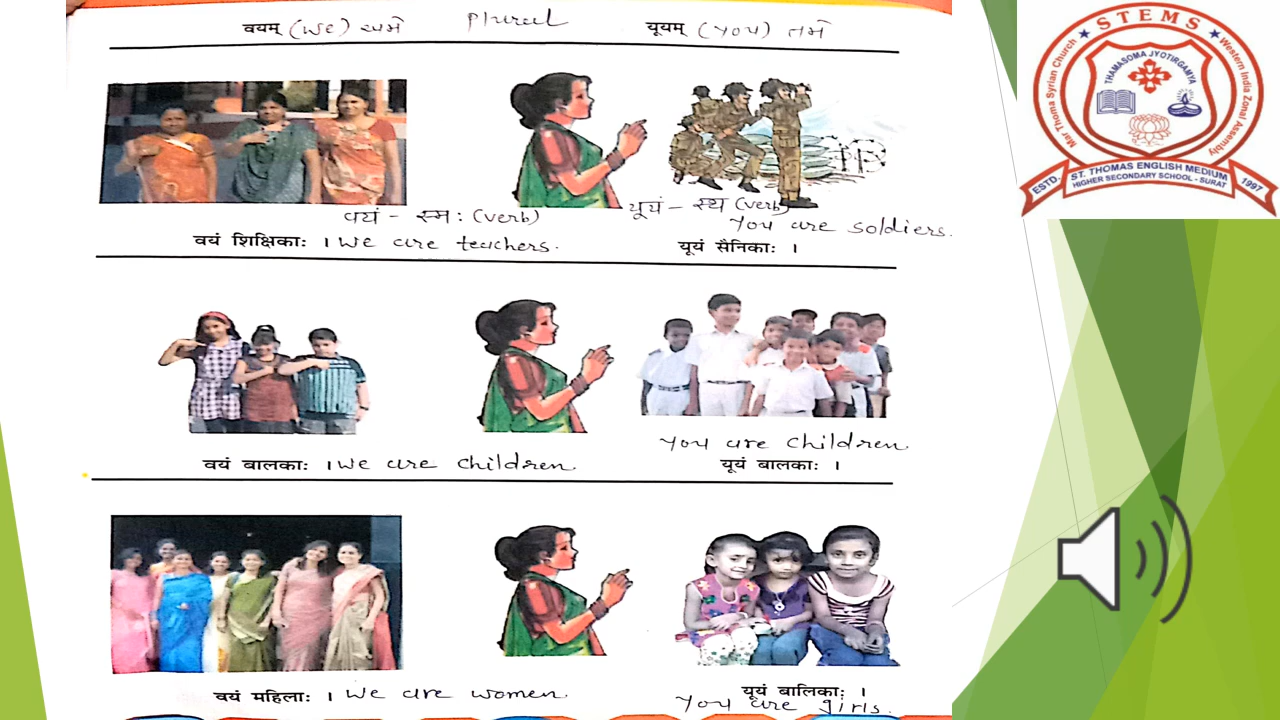 वयम् (We) અમે Plural यूयम् (You) તમે
वयं - स्मः (verb) यूयं - स्थ (verb)
You are soldiers.
वयं शिक्षिकाः । We are teachers. यूयं सैनिकाः ।
You are children.
वयं बालकाः । We are children. यूयं बालकाः ।
वयं महिलाः । We are women. यूयं बालिकाः ।
You are girls.
STEMS
Mar Thoma Syrian Church
Western India Zonal Assembly
THAMASOMA JYOTIRGAMYA
ESTD. ST. THOMAS ENGLISH MEDIUM 1997
HIGHER SECONDARY SCHOOL - SURAT